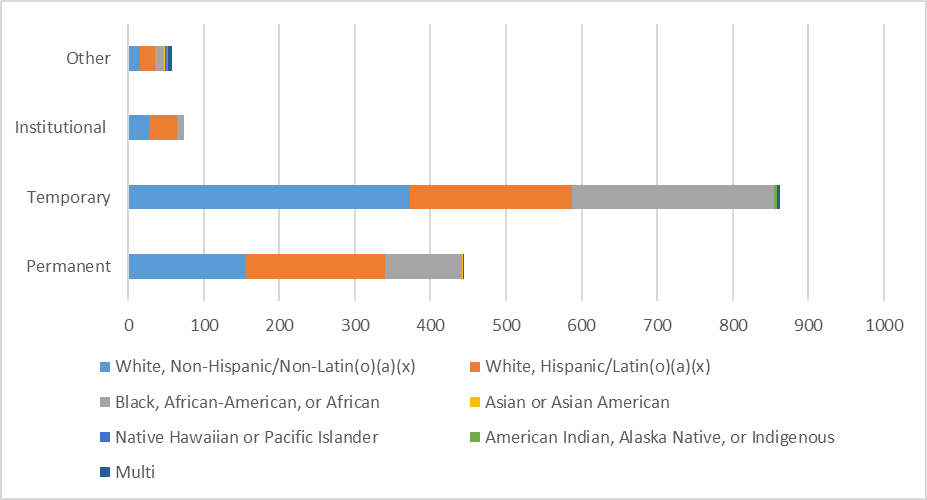 Other
Institutional
Temporary
Permanent
0 100 200 300 400 500 600 700 800 900 1000
White, Non-Hispanic/Non-Latin(o)(a)(x) White, Hispanic/Latin(o)(a)(x)
Black, African-American, or African Asian or Asian American
Native Hawaiian or Pacific Islander American Indian, Alaska Native, or Indigenous
Multi